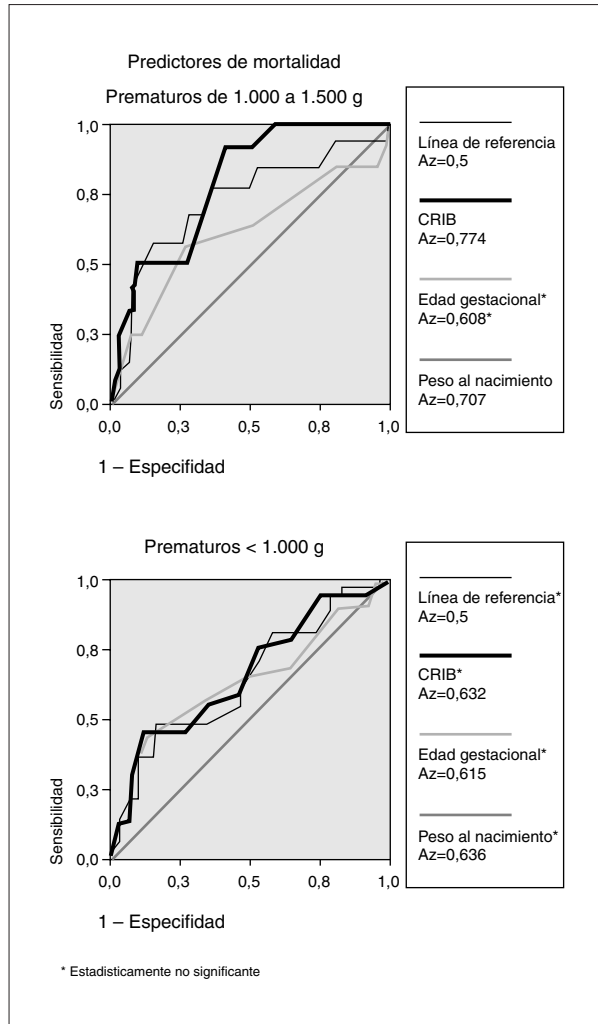 Predictores de mortalidad
Prematuros de 1.000 a 1.500 g
1,0
0,8
0,5
0,3
0,0
Sensibilidad
0,0 0,3 0,5 0,8 1,0
1 – Especifidad
Línea de referencia
Az=0,5
CRIB
Az=0,774
Edad gestacional*
Az=0,608*
Peso al nacimiento
Az=0,707
Prematuros < 1.000 g
1,0
0,8
0,5
0,3
0,0
Sensibilidad
0,0 0,3 0,5 0,8 1,0
1 – Especifidad
Línea de referencia*
Az=0,5
CRIB*
Az=0,632
Edad gestacional*
Az=0,615
Peso al nacimiento*
Az=0,636
* Estadisticamente no significante